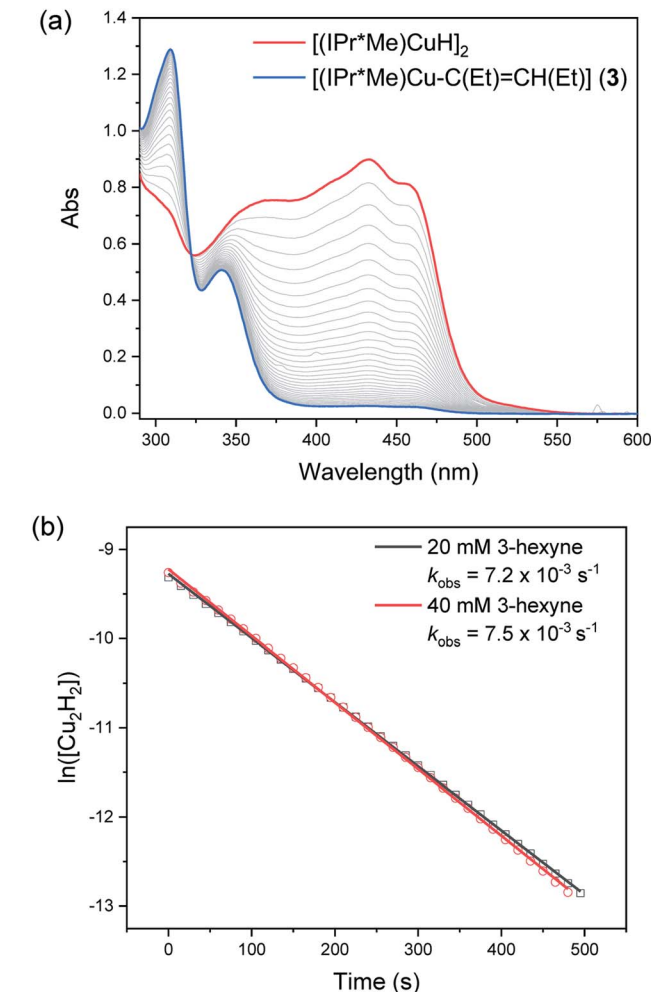 (a)
1.4
1.2
1.0
0.8
0.6
0.4
0.2
0.0
Abs
[(IPr*Me)CuH]₂
[(IPr*Me)Cu-C(Et)=CH(Et)] (3)
300 350 400 450 500 550 600
Wavelength (nm)
(b)
-9
-10
-11
-12
-13
ln([Cu₂H₂])
20 mM 3-hexyne
k_obs = 7.2 x 10⁻³ s⁻¹
40 mM 3-hexyne
k_obs = 7.5 x 10⁻³ s⁻¹
0 100 200 300 400 500
Time (s)